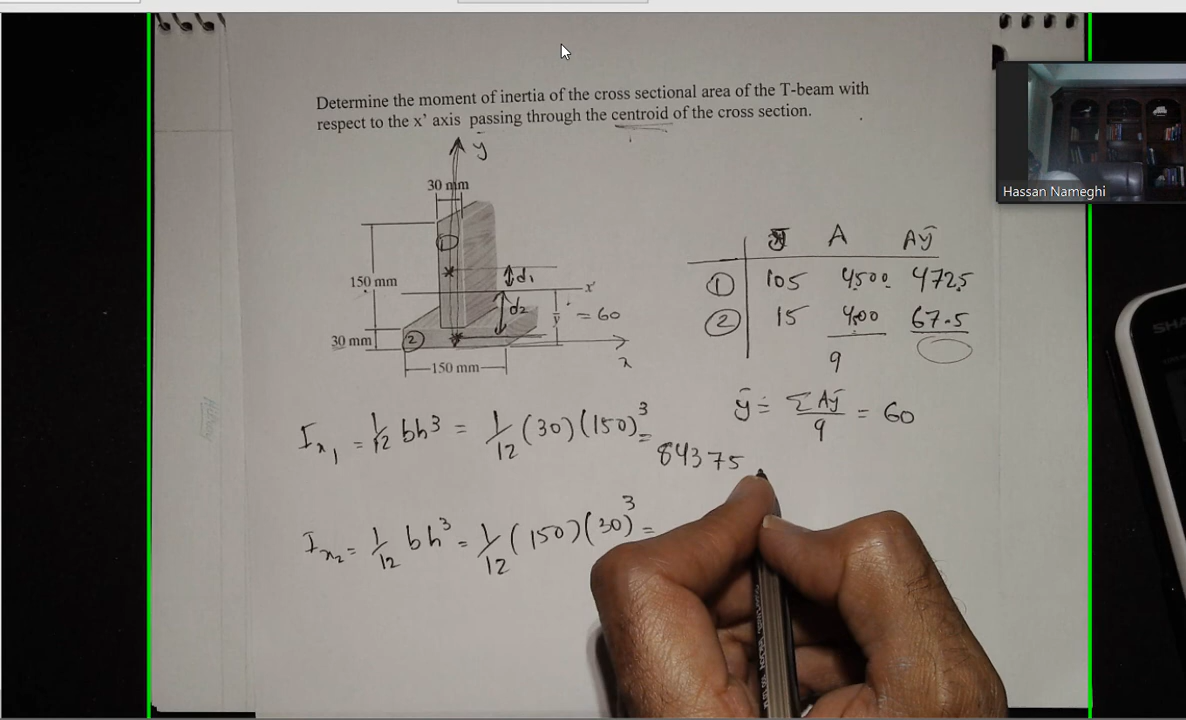 Determine the moment of inertia of the cross sectional area of the T-beam with
respect to the x' axis passing through the centroid of the cross section.
Hassan Nameghi
ȳ
30 mm
1
150 mm
d1
x'
d2
ȳ = 60
30 mm
2
x
150 mm
ȳ A Aȳ
1 105 4500 472.5
2 15 4500 67.5
9
ȳ = ΣAȳ/9 = 60
Ix1 = 1/12 bh³ = 1/12 (30)(150)³ =
84375
Ix2 = 1/12 bh³ = 1/12 (150)(30)³ =
SHA